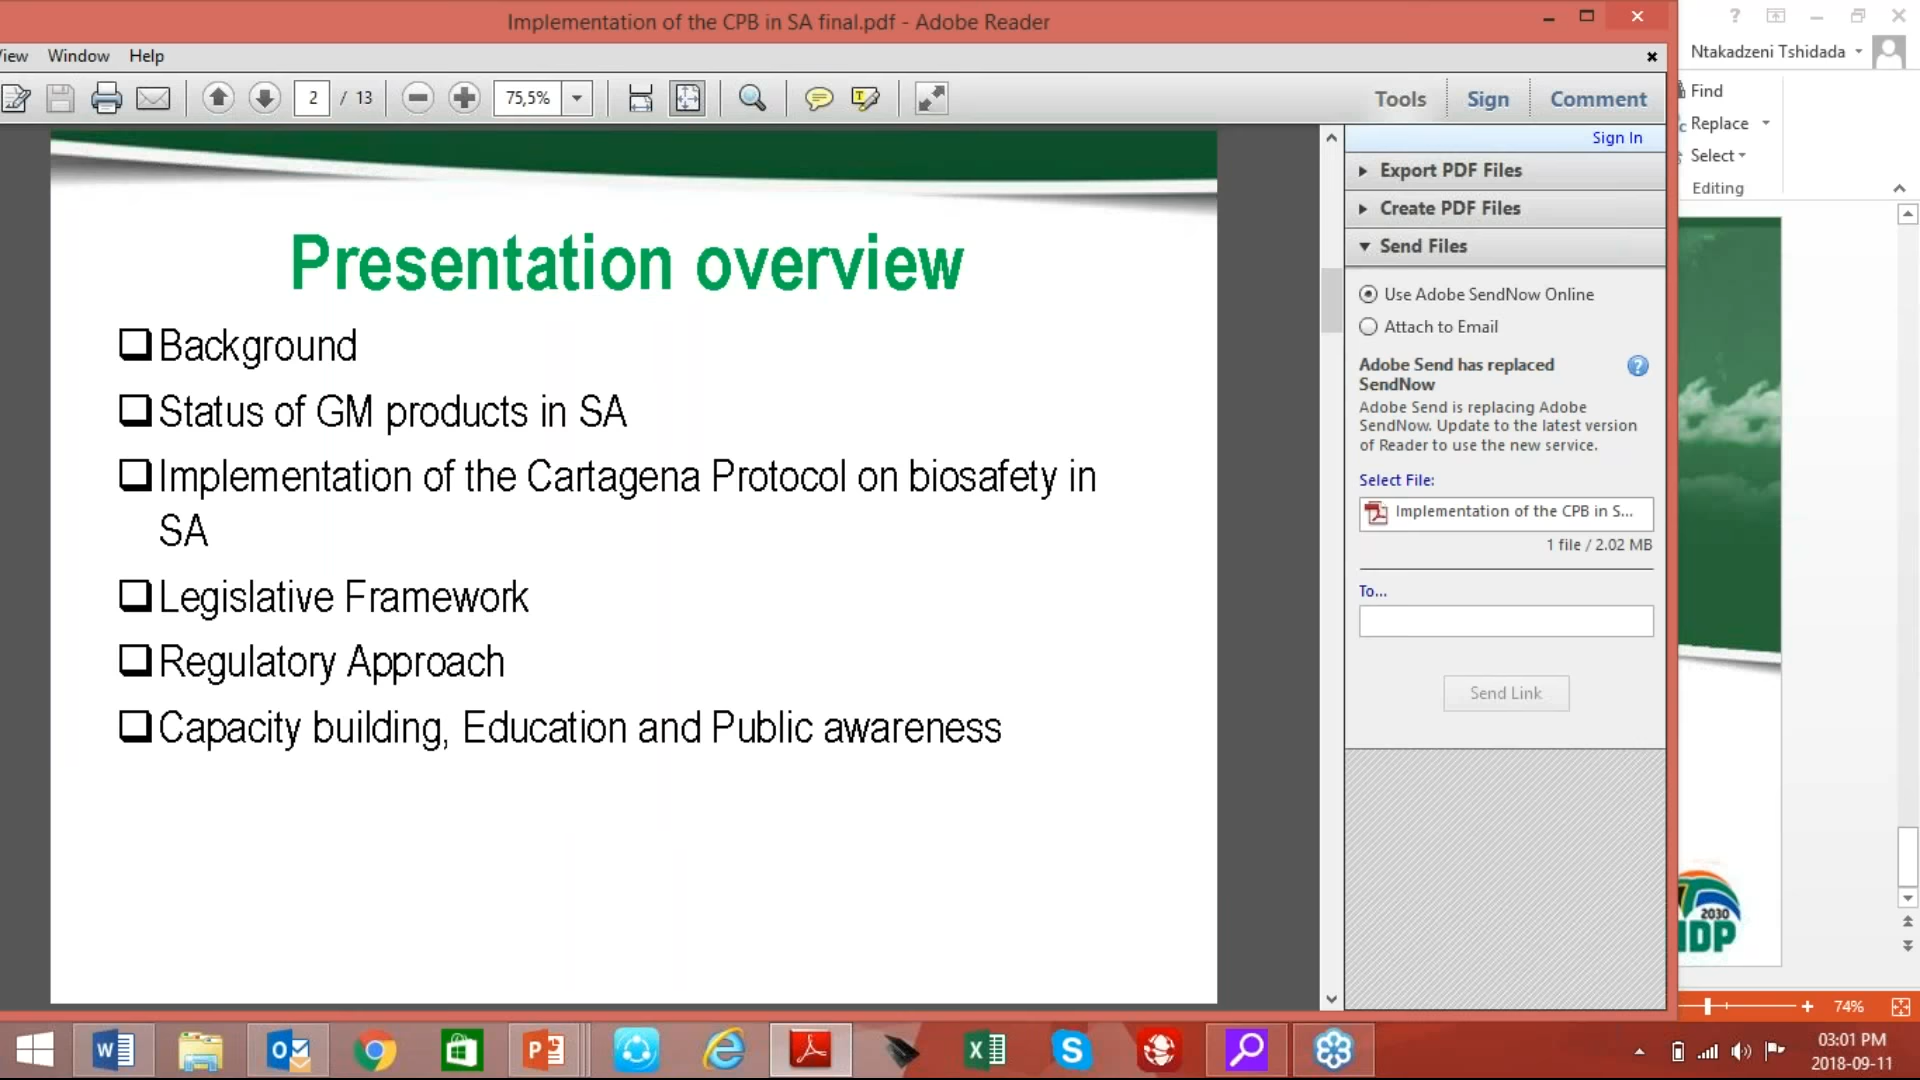 Implementation of the CPB in SA final.pdf - Adobe Reader
Window Help
2 / 13 75,5% Tools Sign Comment
Presentation overview
Background
Status of GM products in SA
Implementation of the Cartagena Protocol on biosafety in
SA
Legislative Framework
Regulatory Approach
Capacity building, Education and Public awareness
Sign In
Export PDF Files
Create PDF Files
Send Files
Use Adobe SendNow Online
Attach to Email
Adobe Send has replaced
SendNow
Adobe Send is replacing Adobe
SendNow. Update to the latest version
of Reader to use the new service.
Select File:
Implementation of the CPB in S...
1 file / 2.02 MB
To...
Send Link
Ntakadzeni Tshidada
Find
Replace
Select
Editing
2030
74%
03:01 PM
2018-09-11